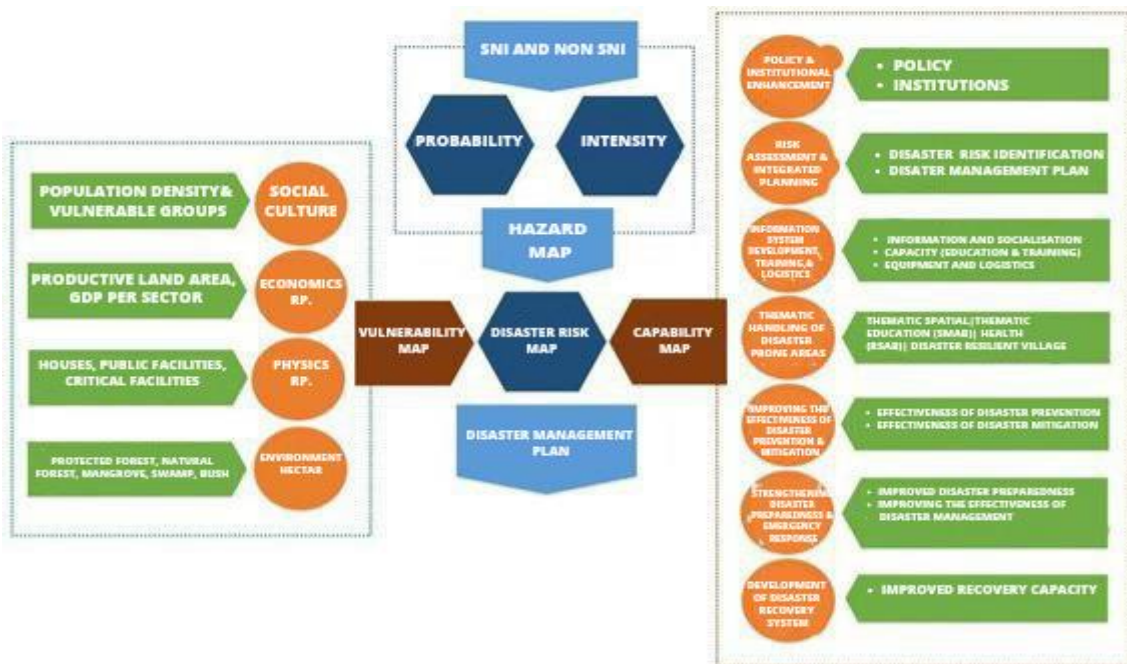 SNI AND NON SNI
PROBABILITY
INTENSITY
HAZARD
MAP
POPULATION DENSITY&
VULNERABLE GROUPS
SOCIAL
CULTURE
PRODUCTIVE LAND AREA,
GDP PER SECTOR
ECONOMICS
RP.
HOUSES, PUBLIC FACILITIES,
CRITICAL FACILITIES
PHYSICS
RP.
PROTECTED FOREST, NATURAL
FOREST, MANGROVE, SWAMP, BUSH
ENVIRONMENT
HECTAR
VULNERABILITY
MAP
DISASTER RISK
MAP
CAPABILITY
MAP
DISASTER MANAGEMENT
PLAN
POLICY &
INSTITUTIONAL
ENHANCEMENT
• POLICY
• INSTITUTIONS
RISK
ASSESSMENT &
INTEGRATED
PLANNING
• DISASTER RISK IDENTIFICATION
• DISATER MANAGEMENT PLAN
INFORMATION
SYSTEM
DEVELOPMENT,
TRAINING,&
LOGISTICS
• INFORMATION AND SOCIALISATION
• CAPACITY (EDUCATION & TRAINING)
• EQUIPMENT AND LOGISTICS
THEMATIC
HANDLING OF
DISASTER
PRONE AREAS
THEMATIC SPATIAL|THEMATIC
EDUCATION (SMAB)| HEALTH
(RSAB)| DISASTER RESILIENT VILLAGE
IMPROVING THE
EFFECTIVENESS OF
DISASTER
PREVENTION &
MITIGATION
• EFFECTIVENESS OF DISASTER PREVENTION
• EFFECTIVENESS OF DISASTER MITIGATION
STRENGTHENING
DISASTER
PREPAREDNESS &
EMERGENCY
RESPONSE
• IMPROVED DISASTER PREPAREDNESS
• IMPROVING THE EFFECTIVENESS OF
DISASTER MANAGEMENT
DEVELOPMENT
OF DISASTER
RECOVERY
SYSTEM
• IMPROVED RECOVERY CAPACITY